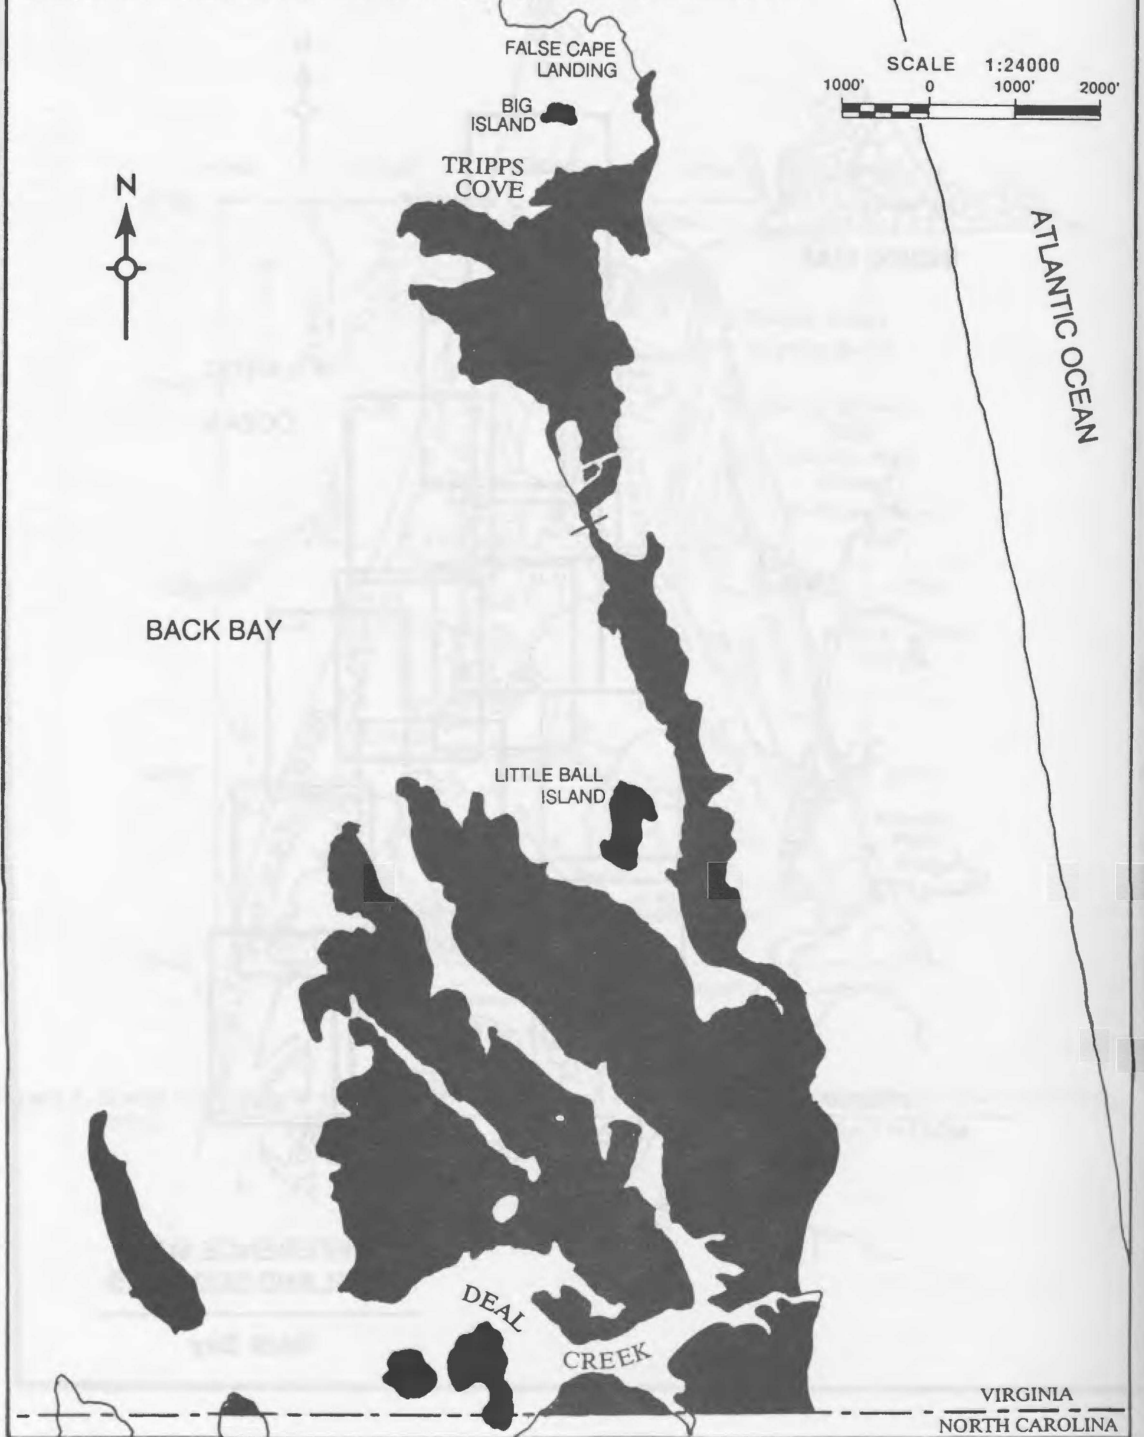 FALSE CAPE
LANDING
SCALE 1:24000
1000' 0 1000' 2000'
BIG
ISLAND
TRIPPS
COVE
N
ATLANTIC OCEAN
BACK BAY
LITTLE BALL
ISLAND
DEAL
CREEK
VIRGINIA
NORTH CAROLINA